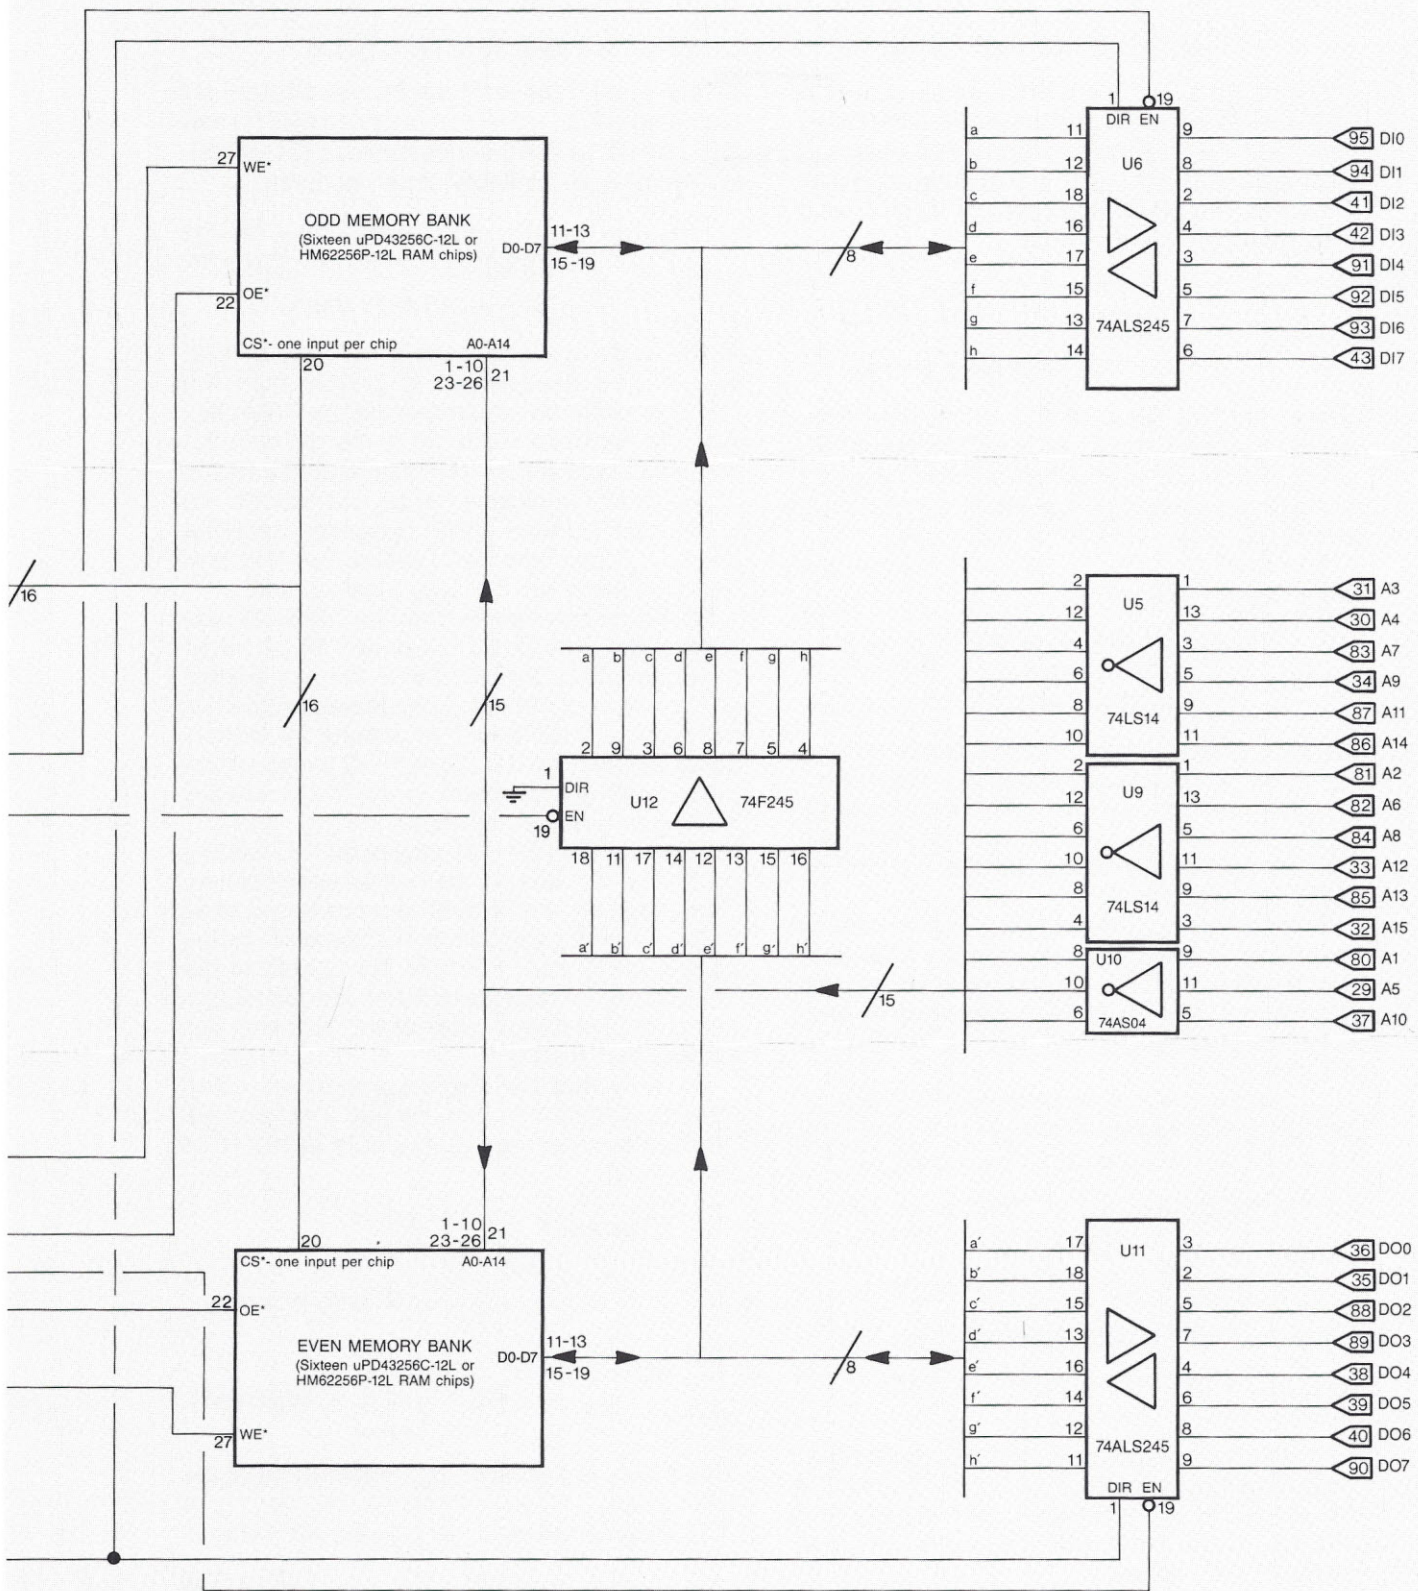 1
19
DIR EN
U6
74ALS245
a 11 9 95 DI0
b 12 8 94 DI1
c 18 2 41 DI2
d 16 4 42 DI3
e 17 3 91 DI4
f 15 5 92 DI5
g 13 7 93 DI6
h 14 6 43 DI7
27 WE*
ODD MEMORY BANK
(Sixteen uPD43256C-12L or
HM62256P-12L RAM chips)
D0-D7
11-13
15-19
8
OE*
22
CS*- one input per chip
A0-A14
20
1-10
23-26
21
16
16
15
U5
74LS14
2 1 31 A3
12 13 30 A4
4 3 83 A7
6 5 34 A9
8 9 87 A11
10 11 86 A14
U9
74LS14
2 1 81 A2
12 13 82 A6
6 5 84 A8
10 11 33 A12
8 9 85 A13
4 3 32 A15
U10
74AS04
8 9 80 A1
10 11 29 A5
6 5 37 A10
a b c d e f g h
2 9 3 6 8 7 5 4
1
DIR
U12
74F245
EN
19
18 11 17 14 12 13 15 16
a' b' c' d' e' f' g' h'
15
1-10
23-26
21
20
CS*- one input per chip
A0-A14
22 OE*
EVEN MEMORY BANK
(Sixteen uPD43256C-12L or
HM62256P-12L RAM chips)
D0-D7
11-13
15-19
8
WE*
27
U11
74ALS245
a' 17 3 36 DO0
b' 18 2 35 DO1
c' 15 5 88 DO2
d' 13 7 89 DO3
e' 16 4 38 DO4
f' 14 6 39 DO5
g' 12 8 40 DO6
h' 11 9 90 DO7
DIR EN
1
19